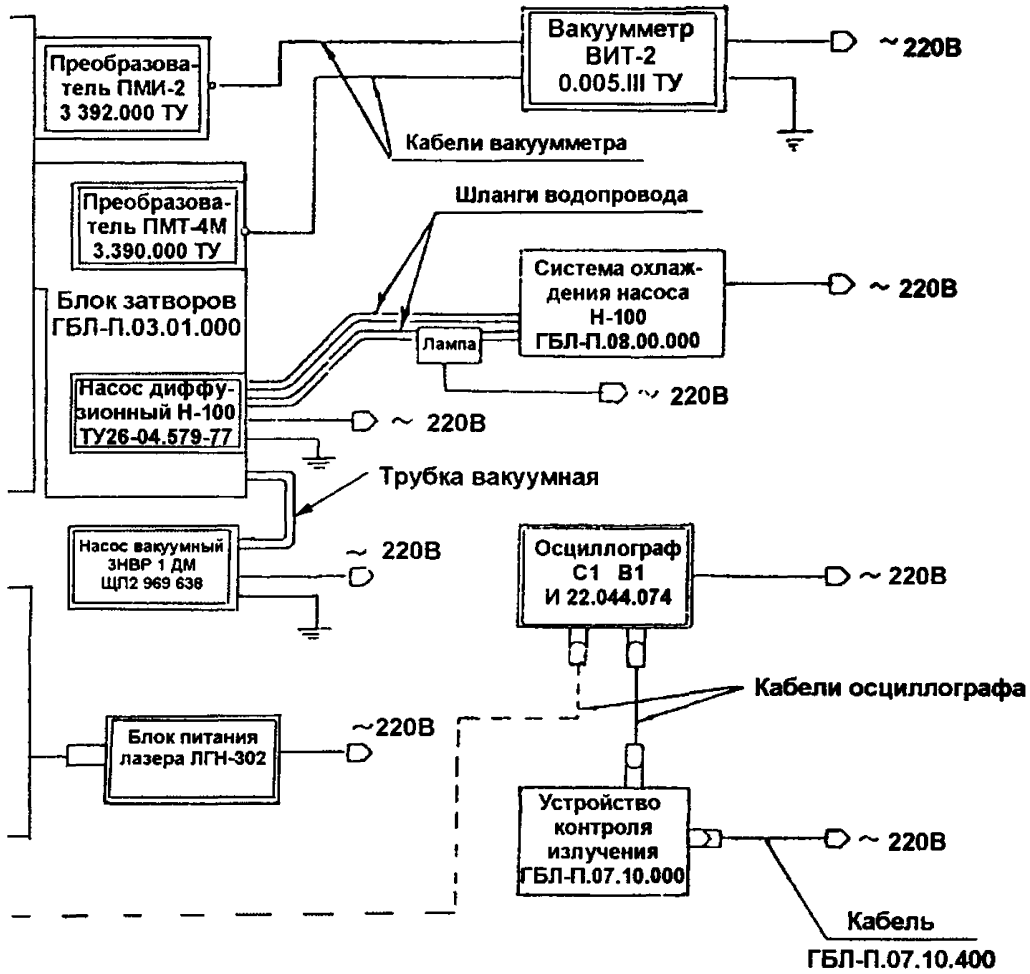 Преобразова-
тель ПМИ-2
3 392.000 ТУ
Вакуумметр
ВИТ-2
0.005.III ТУ
~220В
Кабели вакуумметра
Преобразова-
тель ПМТ-4М
3.390.000 ТУ
Шланги водопровода
Блок затворов
ГБЛ-П.03.01.000
Система охлаж-
дения насоса
Н-100
ГБЛ-П.08.00.000
~ 220В
Лампа
~ 220В
Насос диффу-
зионный Н-100
ТУ26-04.579-77
~ 220В
Трубка вакуумная
Насос вакуумный
3НВР 1 ДМ
ЩП2 969 638
~ 220В
Осциллограф
С1 В1
И 22.044.074
~ 220В
Кабели осциллографа
Блок питания
лазера ЛГН-302
~220В
Устройство
контроля
излучения
ГБЛ-П.07.10.000
~ 220В
Кабель
ГБЛ-П.07.10.400